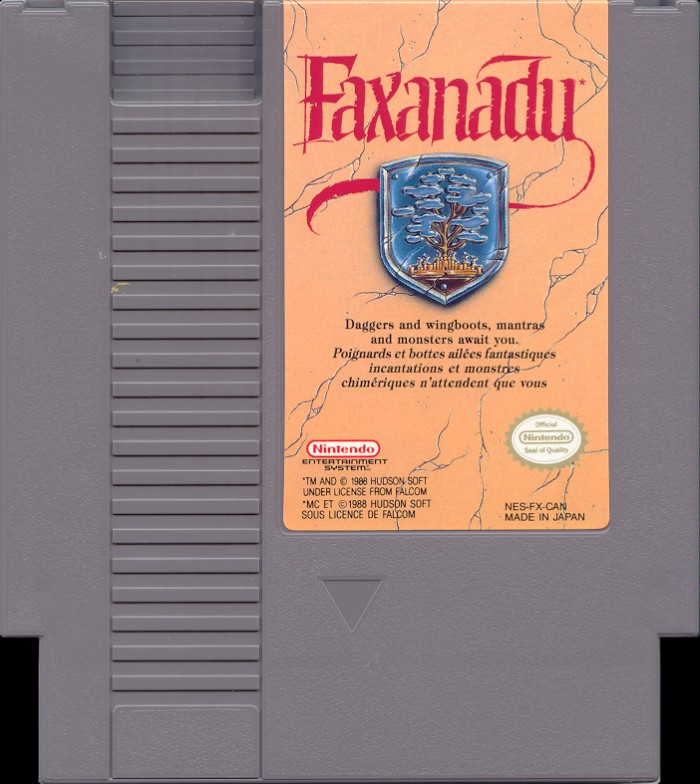 Faxanadu*
Daggers and wingboots, mantras
and monsters await you.
Poignards et bottes ailées fantastiques
incantations et monstres
chimériques n'attendent que vous
Official
Nintendo
Seal of Quality
Nintendo
ENTERTAINMENT
SYSTEM™
*TM AND © 1988 HUDSON SOFT
UNDER LICENSE FROM FALCOM
*MC ET ©1988 HUDSON SOFT
SOUS LICENCE DE FALCOM
NES-FX-CAN
MADE IN JAPAN